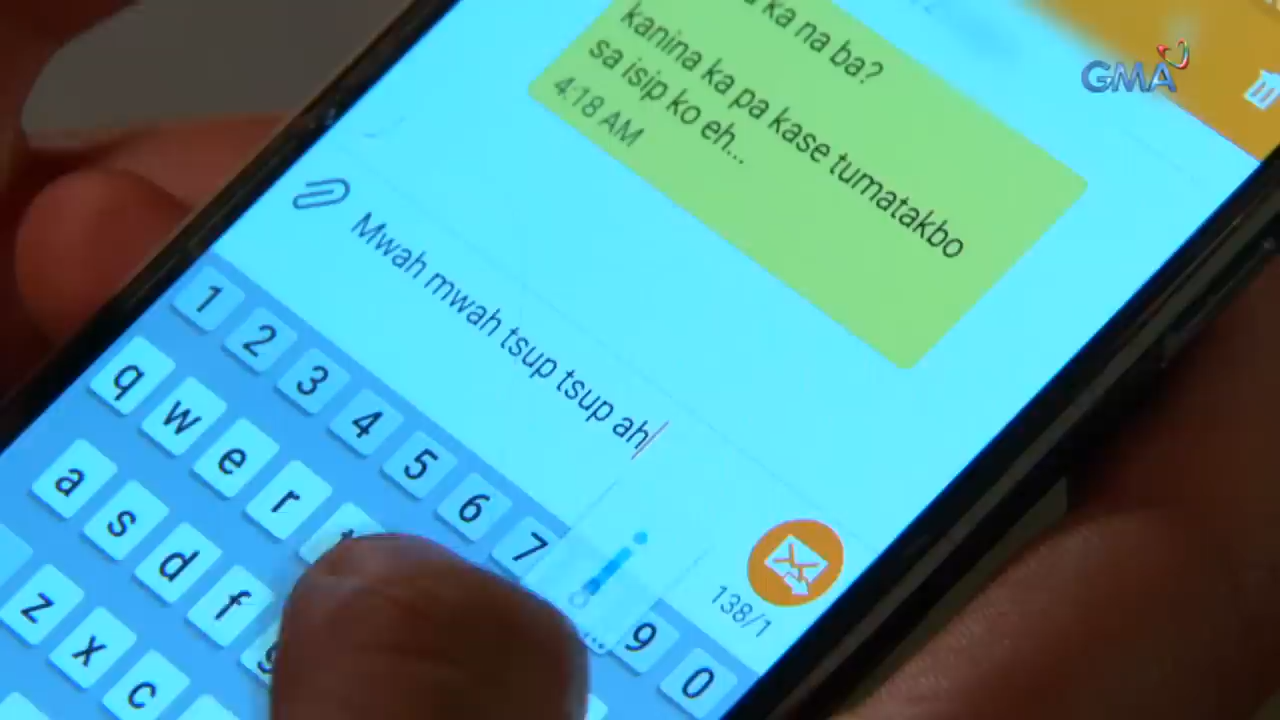 ka na ba?
kanina ka pa kase tumatakbo
sa isip ko eh...
4:18 AM
GMA
Mwah mwah tsup tsup ah
138/1
1 2 3 4 5 6 7 9 0
q w e r
i
a s d f
z x c